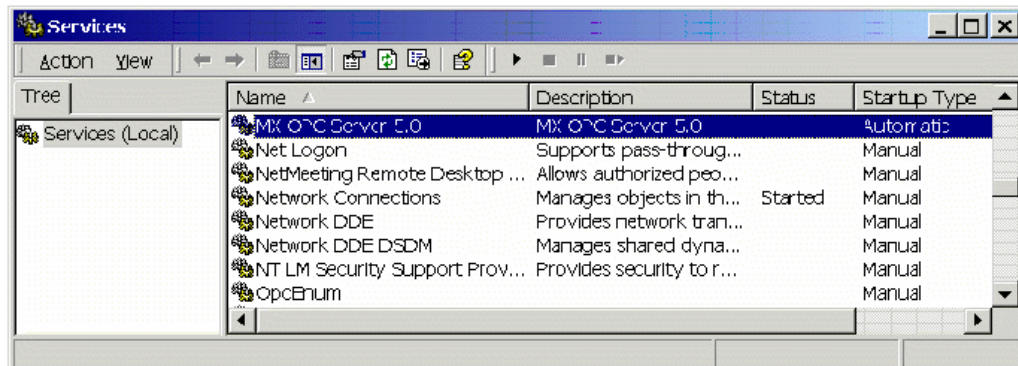 Services
Action View
Tree
Services (Local)
Name Description Status Startup Type
MX OPC Server 5.0 MX OPC Server 5.0 Automatic
Net Logon Supports pass-throug... Manual
NetMeeting Remote Desktop ... Allows authorized peo... Manual
Network Connections Manages objects in th... Started Manual
Network DDE Provides network tran... Manual
Network DDE DSDM Manages shared dyna... Manual
NT LM Security Support Prov... Provides security to r... Manual
OpcEnum Manual